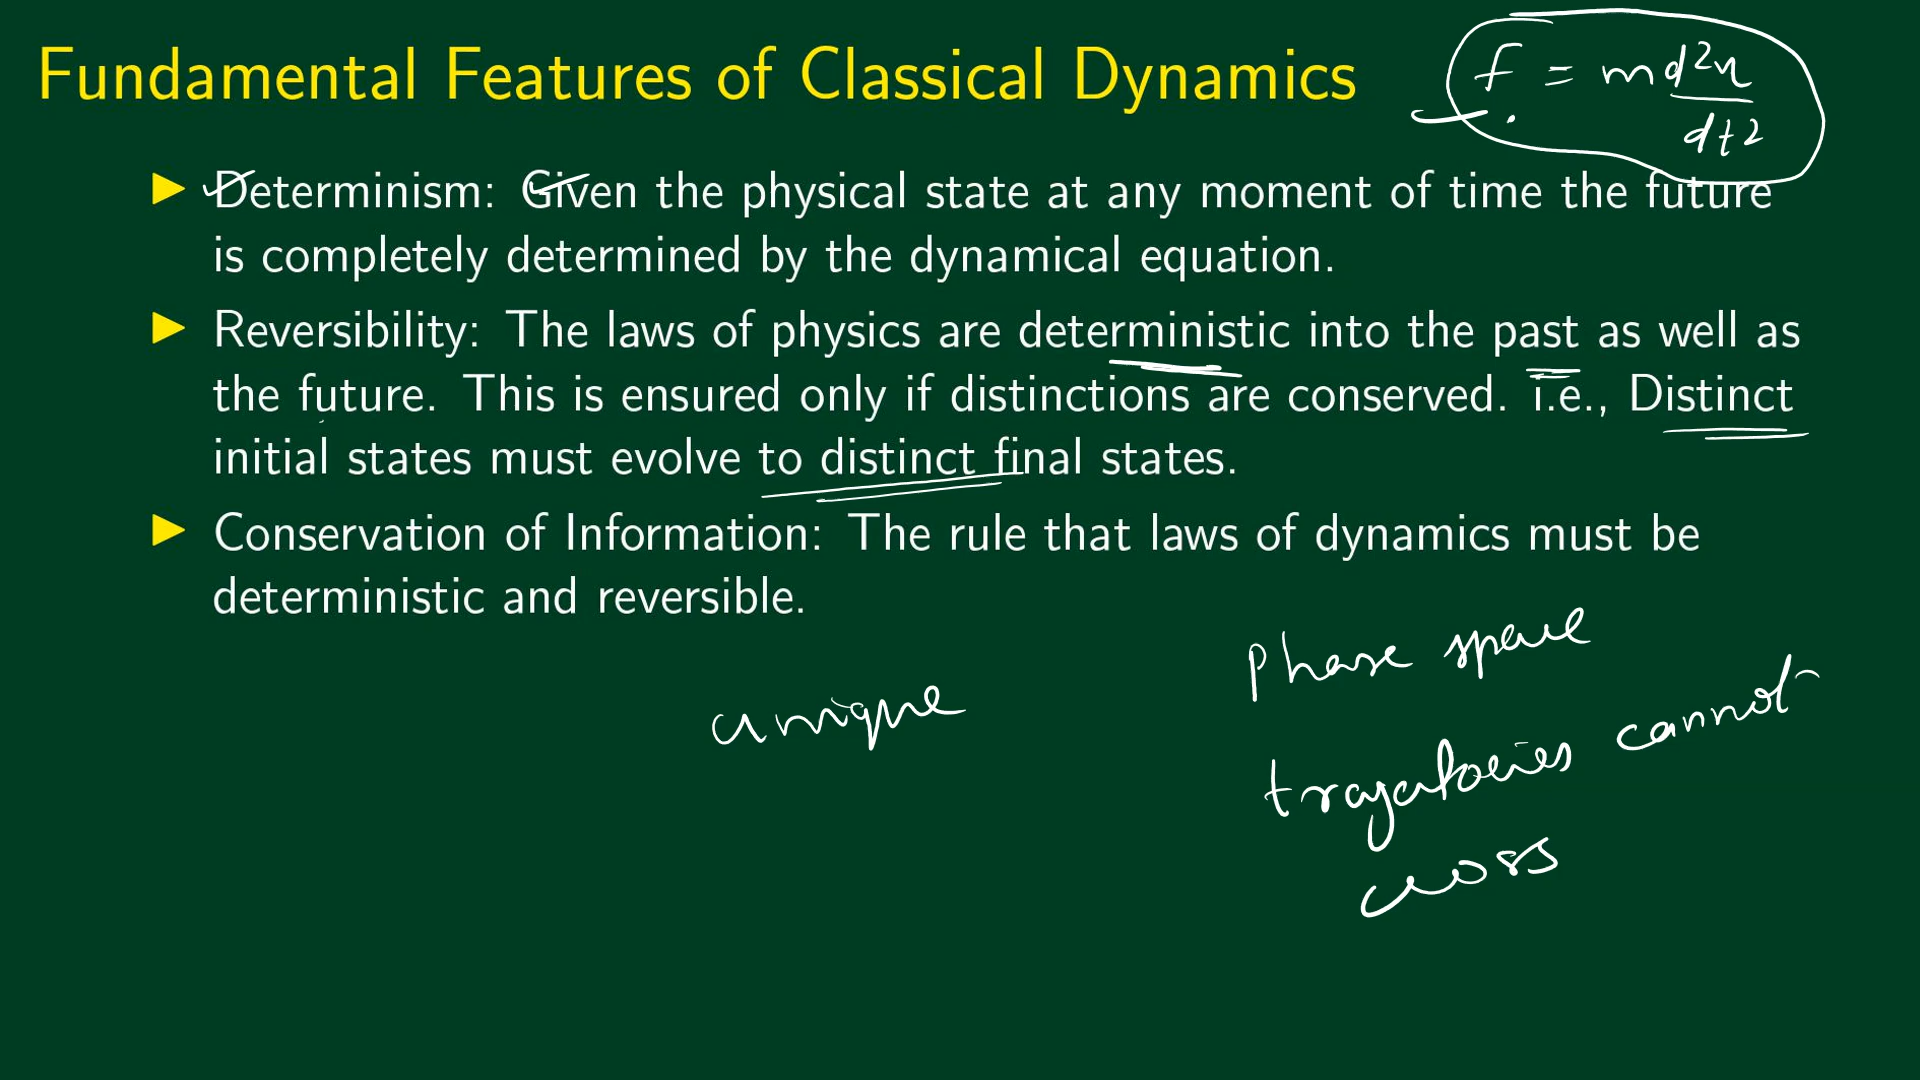 Fundamental Features of Classical Dynamics
f = m d²x / dt²
Determinism: Given the physical state at any moment of time the future
is completely determined by the dynamical equation.
Reversibility: The laws of physics are deterministic into the past as well as
the future. This is ensured only if distinctions are conserved. i.e., Distinct
initial states must evolve to distinct final states.
Conservation of Information: The rule that laws of dynamics must be
deterministic and reversible.
Phase space
unique
trajectories cannot
cross